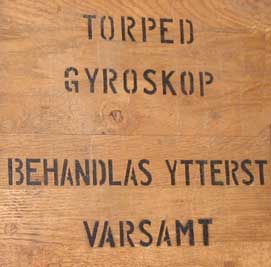 TORPED
GYROSKOP
BEHANDLAS YTTERST
VARSAMT